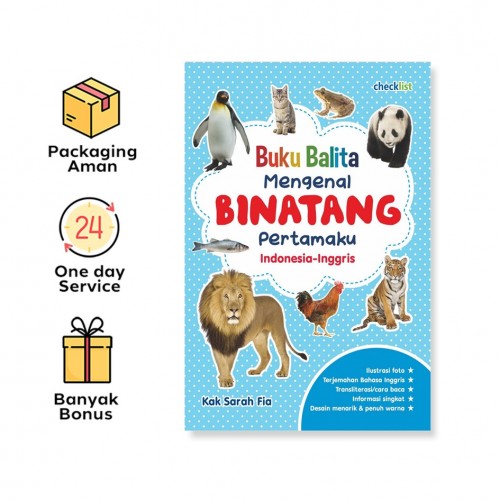 Packaging
Aman
24
One day
Service
Banyak
Bonus
checklist
Buku Balita
Mengenal
BINATANG
Pertamaku
Indonesia-Inggris
Kak Sarah Fia
Ilustrasi foto ★
Terjemahan Bahasa Inggris ★
Transliterasi/cara baca ★
Informasi singkat ★
Desain menarik & penuh warna ★